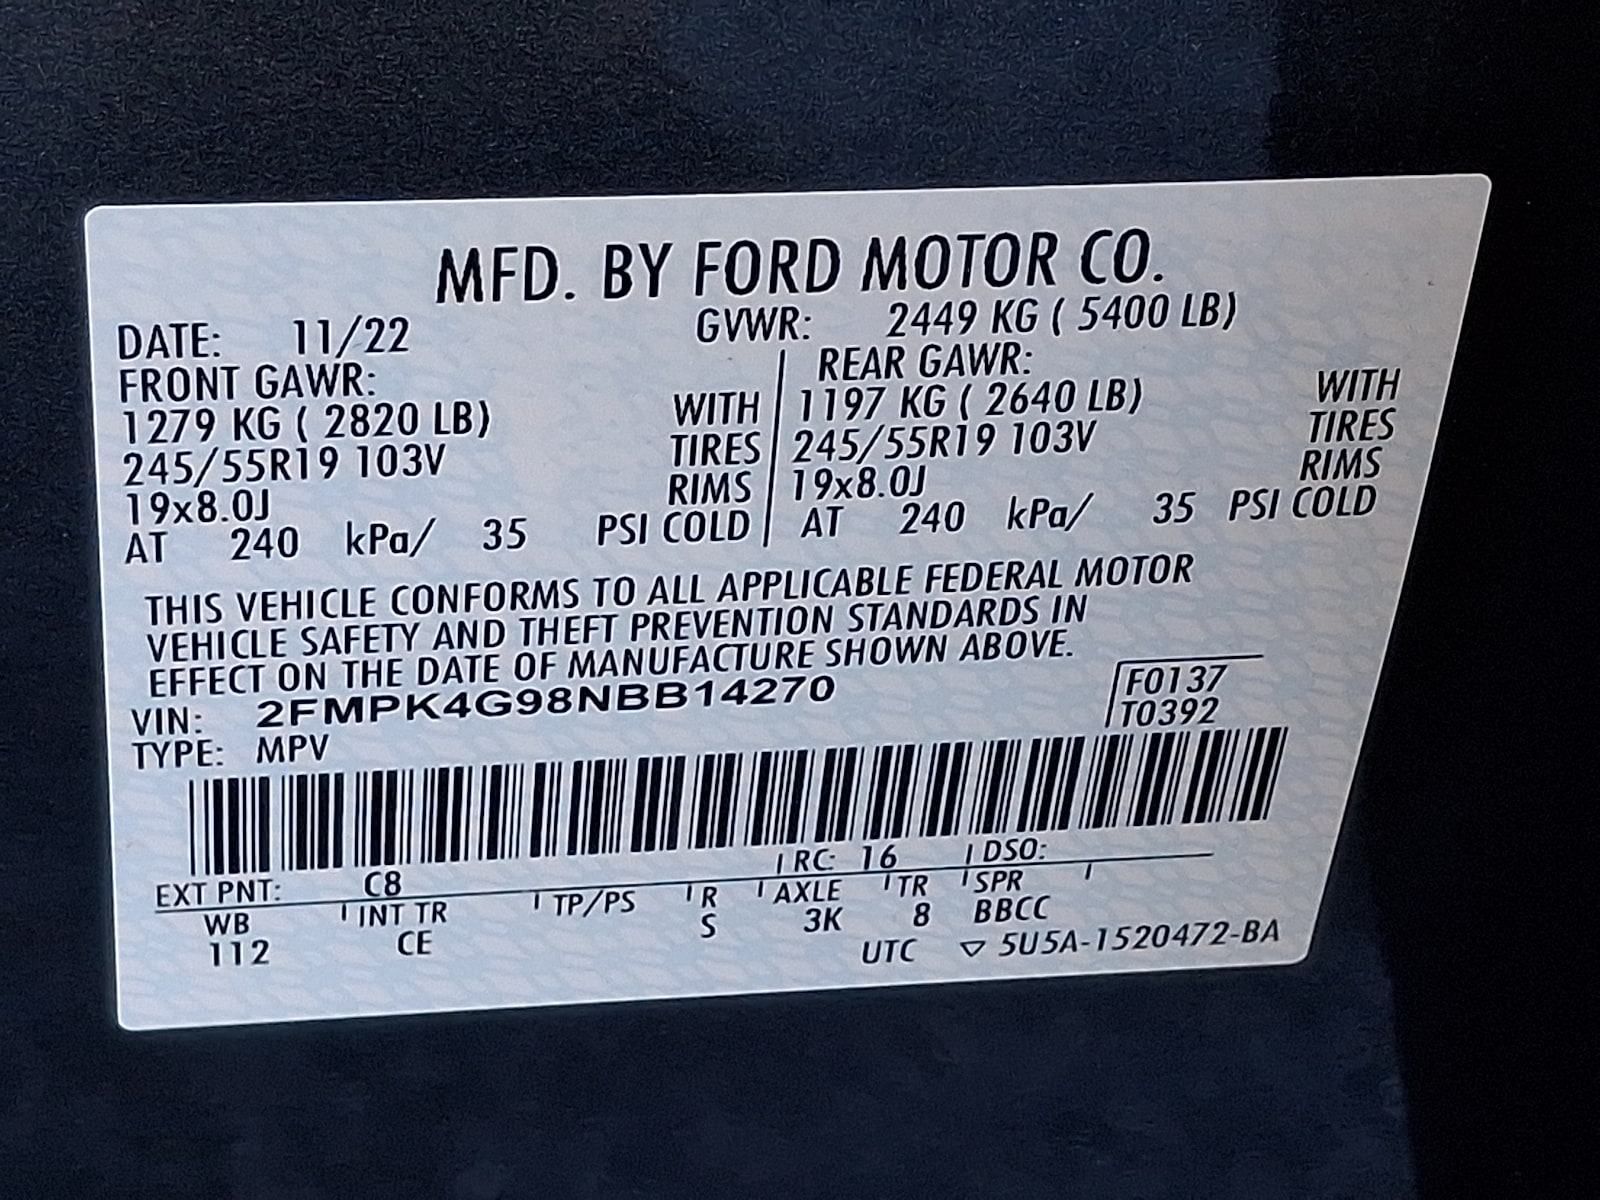 MFD. BY FORD MOTOR CO.
DATE: 11/22 GVWR: 2449 KG ( 5400 LB)
FRONT GAWR: REAR GAWR:
1279 KG ( 2820 LB) WITH 1197 KG ( 2640 LB) WITH
245/55R19 103V TIRES 245/55R19 103V TIRES
19x8.0J RIMS 19x8.0J RIMS
AT 240 kPa/ 35 PSI COLD AT 240 kPa/ 35 PSI COLD
THIS VEHICLE CONFORMS TO ALL APPLICABLE FEDERAL MOTOR
VEHICLE SAFETY AND THEFT PREVENTION STANDARDS IN
EFFECT ON THE DATE OF MANUFACTURE SHOWN ABOVE.
VIN: 2FMPK4G98NBB14270 F0137
TYPE: MPV T0392
EXT PNT: C8 RC: 16 DSO:
WB INT TR TP/PS R AXLE TR SPR
112 CE S 3K 8 BBCC
UTC ▽ 5U5A-1520472-BA